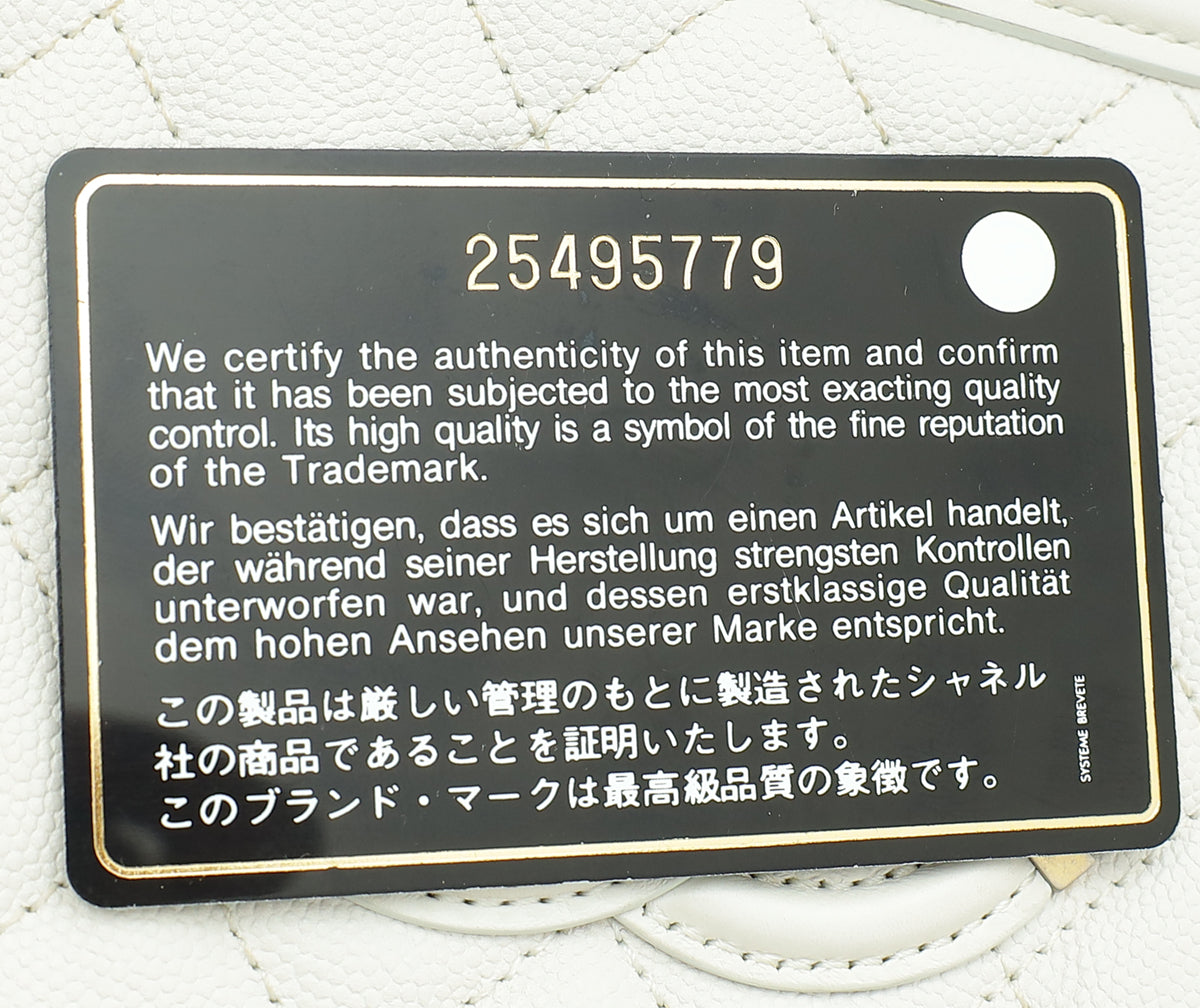 25495779
We certify the authenticity of this item and confirm
that it has been subjected to the most exacting quality
control. Its high quality is a symbol of the fine reputation
of the Trademark.
Wir bestätigen, dass es sich um einen Artikel handelt,
der während seiner Herstellung strengsten Kontrollen
unterworfen war, und dessen erstklassige Qualität
dem hohen Ansehen unserer Marke entspricht.
この製品は厳しい管理のもとに製造されたシャネル
社の商品であることを証明いたします。
このブランド・マークは最高級品質の象徴です。
SYSTEME BREVETE